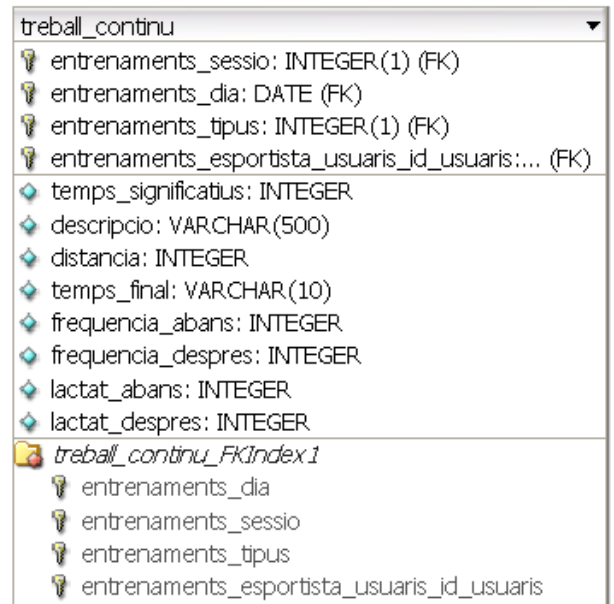 treball_continu
entrenaments_sessio: INTEGER(1) (FK)
entrenaments_dia: DATE (FK)
entrenaments_tipus: INTEGER(1) (FK)
entrenaments_esportista_usuaris_id_usuaris:... (FK)
temps_significatius: INTEGER
descripcio: VARCHAR(500)
distancia: INTEGER
temps_final: VARCHAR(10)
frequencia_abans: INTEGER
frequencia_despres: INTEGER
lactat_abans: INTEGER
lactat_despres: INTEGER
treball_continu_FKIndex1
entrenaments_dia
entrenaments_sessio
entrenaments_tipus
entrenaments_esportista_usuaris_id_usuaris